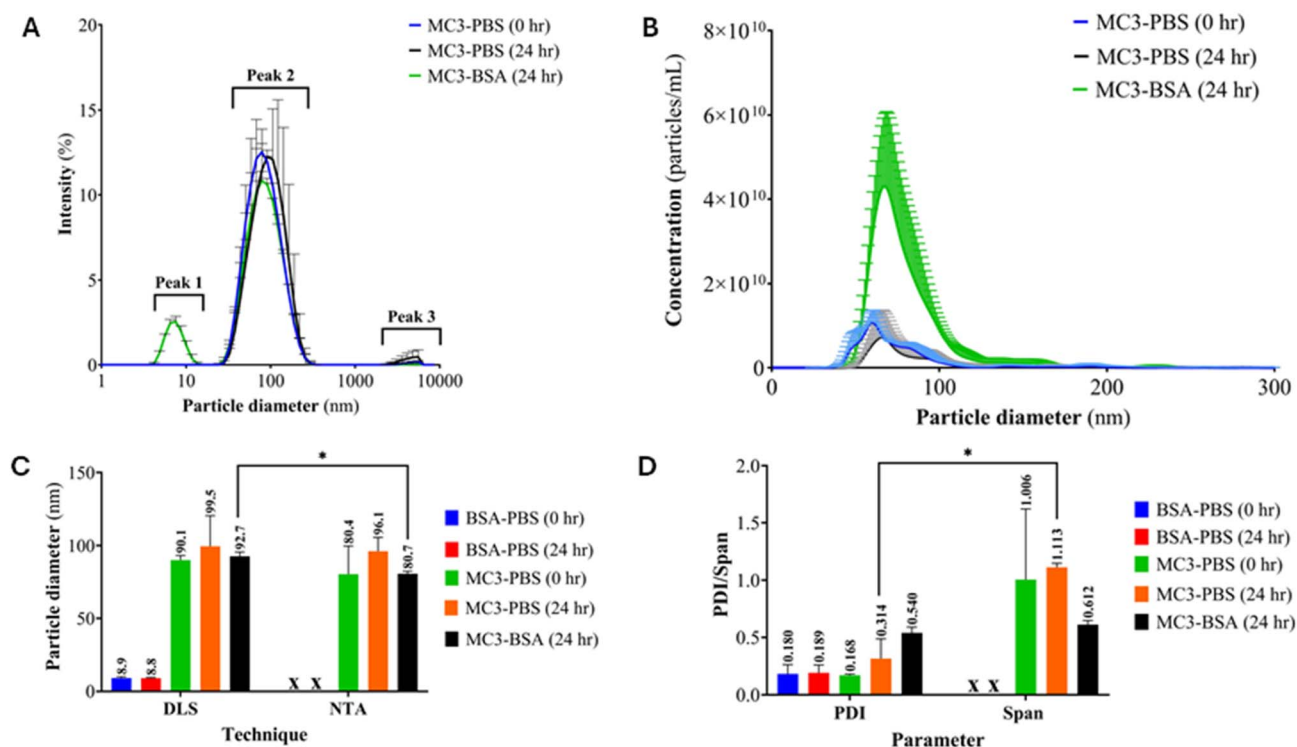 A
20
15
10
5
0
Intensity (%)
Peak 1
Peak 2
Peak 3
MC3-PBS (0 hr)
MC3-PBS (24 hr)
MC3-BSA (24 hr)
1
10
100
1000
10000
Particle diameter (nm)
B
8×10¹⁰
6×10¹⁰
4×10¹⁰
2×10¹⁰
0
Concentration (particles/mL)
MC3-PBS (0 hr)
MC3-PBS (24 hr)
MC3-BSA (24 hr)
0
100
200
300
Particle diameter (nm)
C
150
100
50
0
Particle diameter (nm)
*
8.9
8.8
90.1
99.5
92.7
X X
80.4
96.1
80.7
DLS
NTA
Technique
BSA-PBS (0 hr)
BSA-PBS (24 hr)
MC3-PBS (0 hr)
MC3-PBS (24 hr)
MC3-BSA (24 hr)
D
2.0
1.5
1.0
0.5
0.0
PDI/Span
*
0.180
0.189
0.168
0.314
0.540
X X
1.006
1.113
0.612
PDI
Span
Parameter
BSA-PBS (0 hr)
BSA-PBS (24 hr)
MC3-PBS (0 hr)
MC3-PBS (24 hr)
MC3-BSA (24 hr)